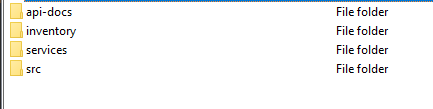 api-docs File folder
inventory File folder
services File folder
src File folder